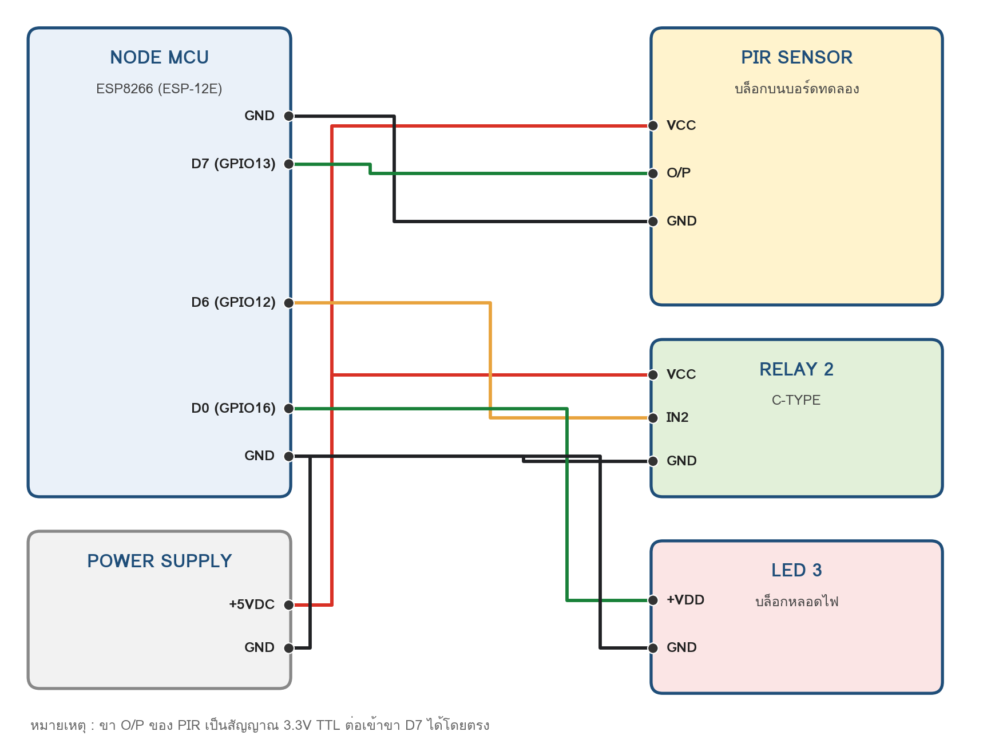 NODE MCU
ESP8266 (ESP-12E)
GND
D7 (GPIO13)
D6 (GPIO12)
D0 (GPIO16)
GND
POWER SUPPLY
+5VDC
GND
PIR SENSOR
บล็อกบนบอร์ดทดลอง
VCC
O/P
GND
RELAY 2
C-TYPE
VCC
IN2
GND
LED 3
บล็อกหลอดไฟ
+VDD
GND
หมายเหตุ : ขา O/P ของ PIR เป็นสัญญาณ 3.3V TTL ต่อเข้าขา D7 ได้โดยตรง